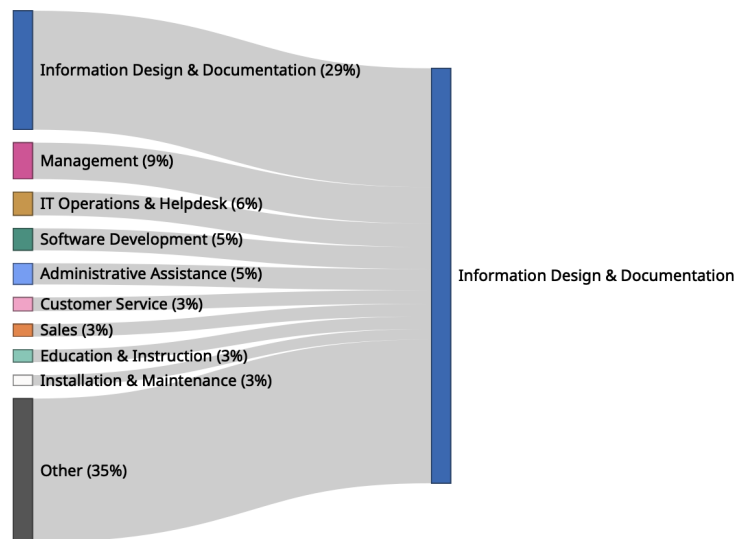 Information Design & Documentation (29%)
Management (9%)
IT Operations & Helpdesk (6%)
Software Development (5%)
Administrative Assistance (5%)
Information Design & Documentation
Customer Service (3%)
Sales (3%)
Education & Instruction (3%)
Installation & Maintenance (3%)
Other (35%)